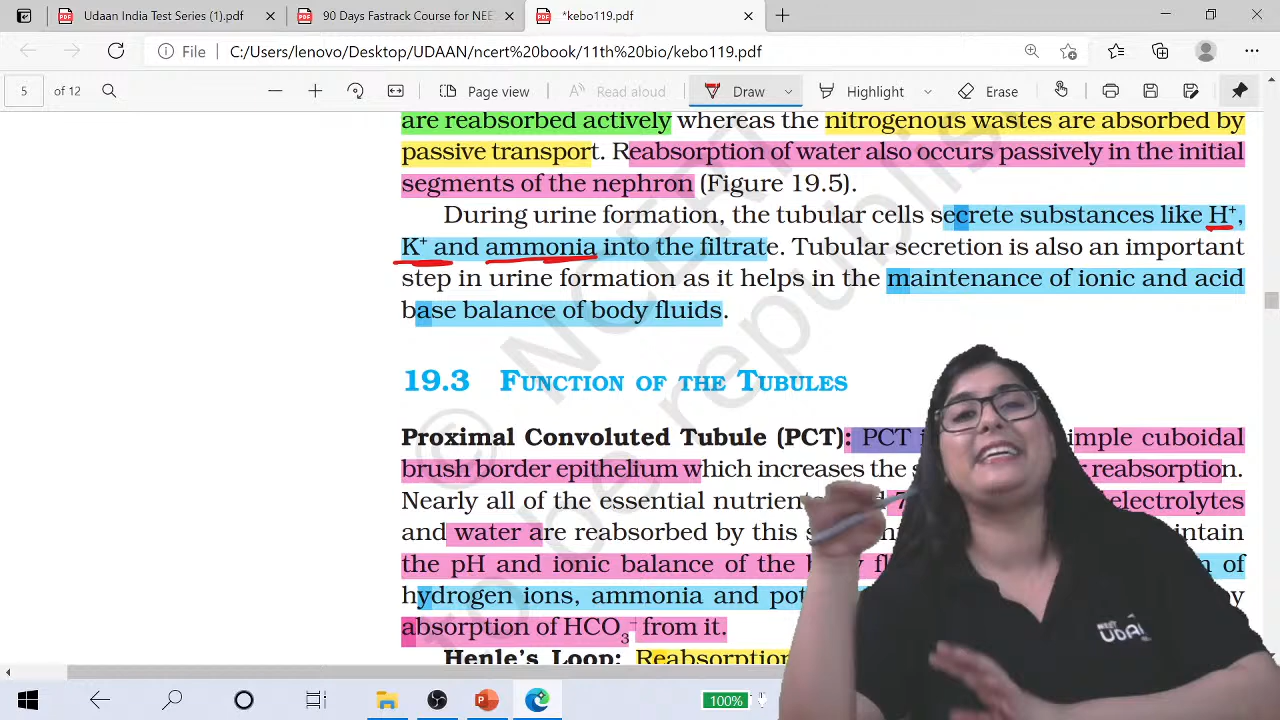 Udaan India Test Series (1).pdf
90 Days Fastrack Course for NEE
*kebo119.pdf
File C:/Users/lenovo/Desktop/UDAAN/ncert%20book/11th%20bio/kebo119.pdf
5 of 12
Page view
Read aloud
Draw
Highlight
Erase
are reabsorbed actively whereas the nitrogenous wastes are absorbed by
passive transport. Reabsorption of water also occurs passively in the initial
segments of the nephron (Figure 19.5).
During urine formation, the tubular cells secrete substances like H⁺,
K⁺ and ammonia into the filtrate. Tubular secretion is also an important
step in urine formation as it helps in the maintenance of ionic and acid
base balance of body fluids.
19.3 FUNCTION OF THE TUBULES
Proximal Convoluted Tubule (PCT): PCT imple cuboidal
brush border epithelium which increases the reabsorption.
Nearly all of the essential nutrient 7 electrolytes
and water are reabsorbed by this
the pH and ionic balance of the of
hydrogen ions, ammonia and
absorption of HCO₃⁻ from it.
Henle's Loop: Reabsorption
© NCERT
republis
to be
UDA
100%